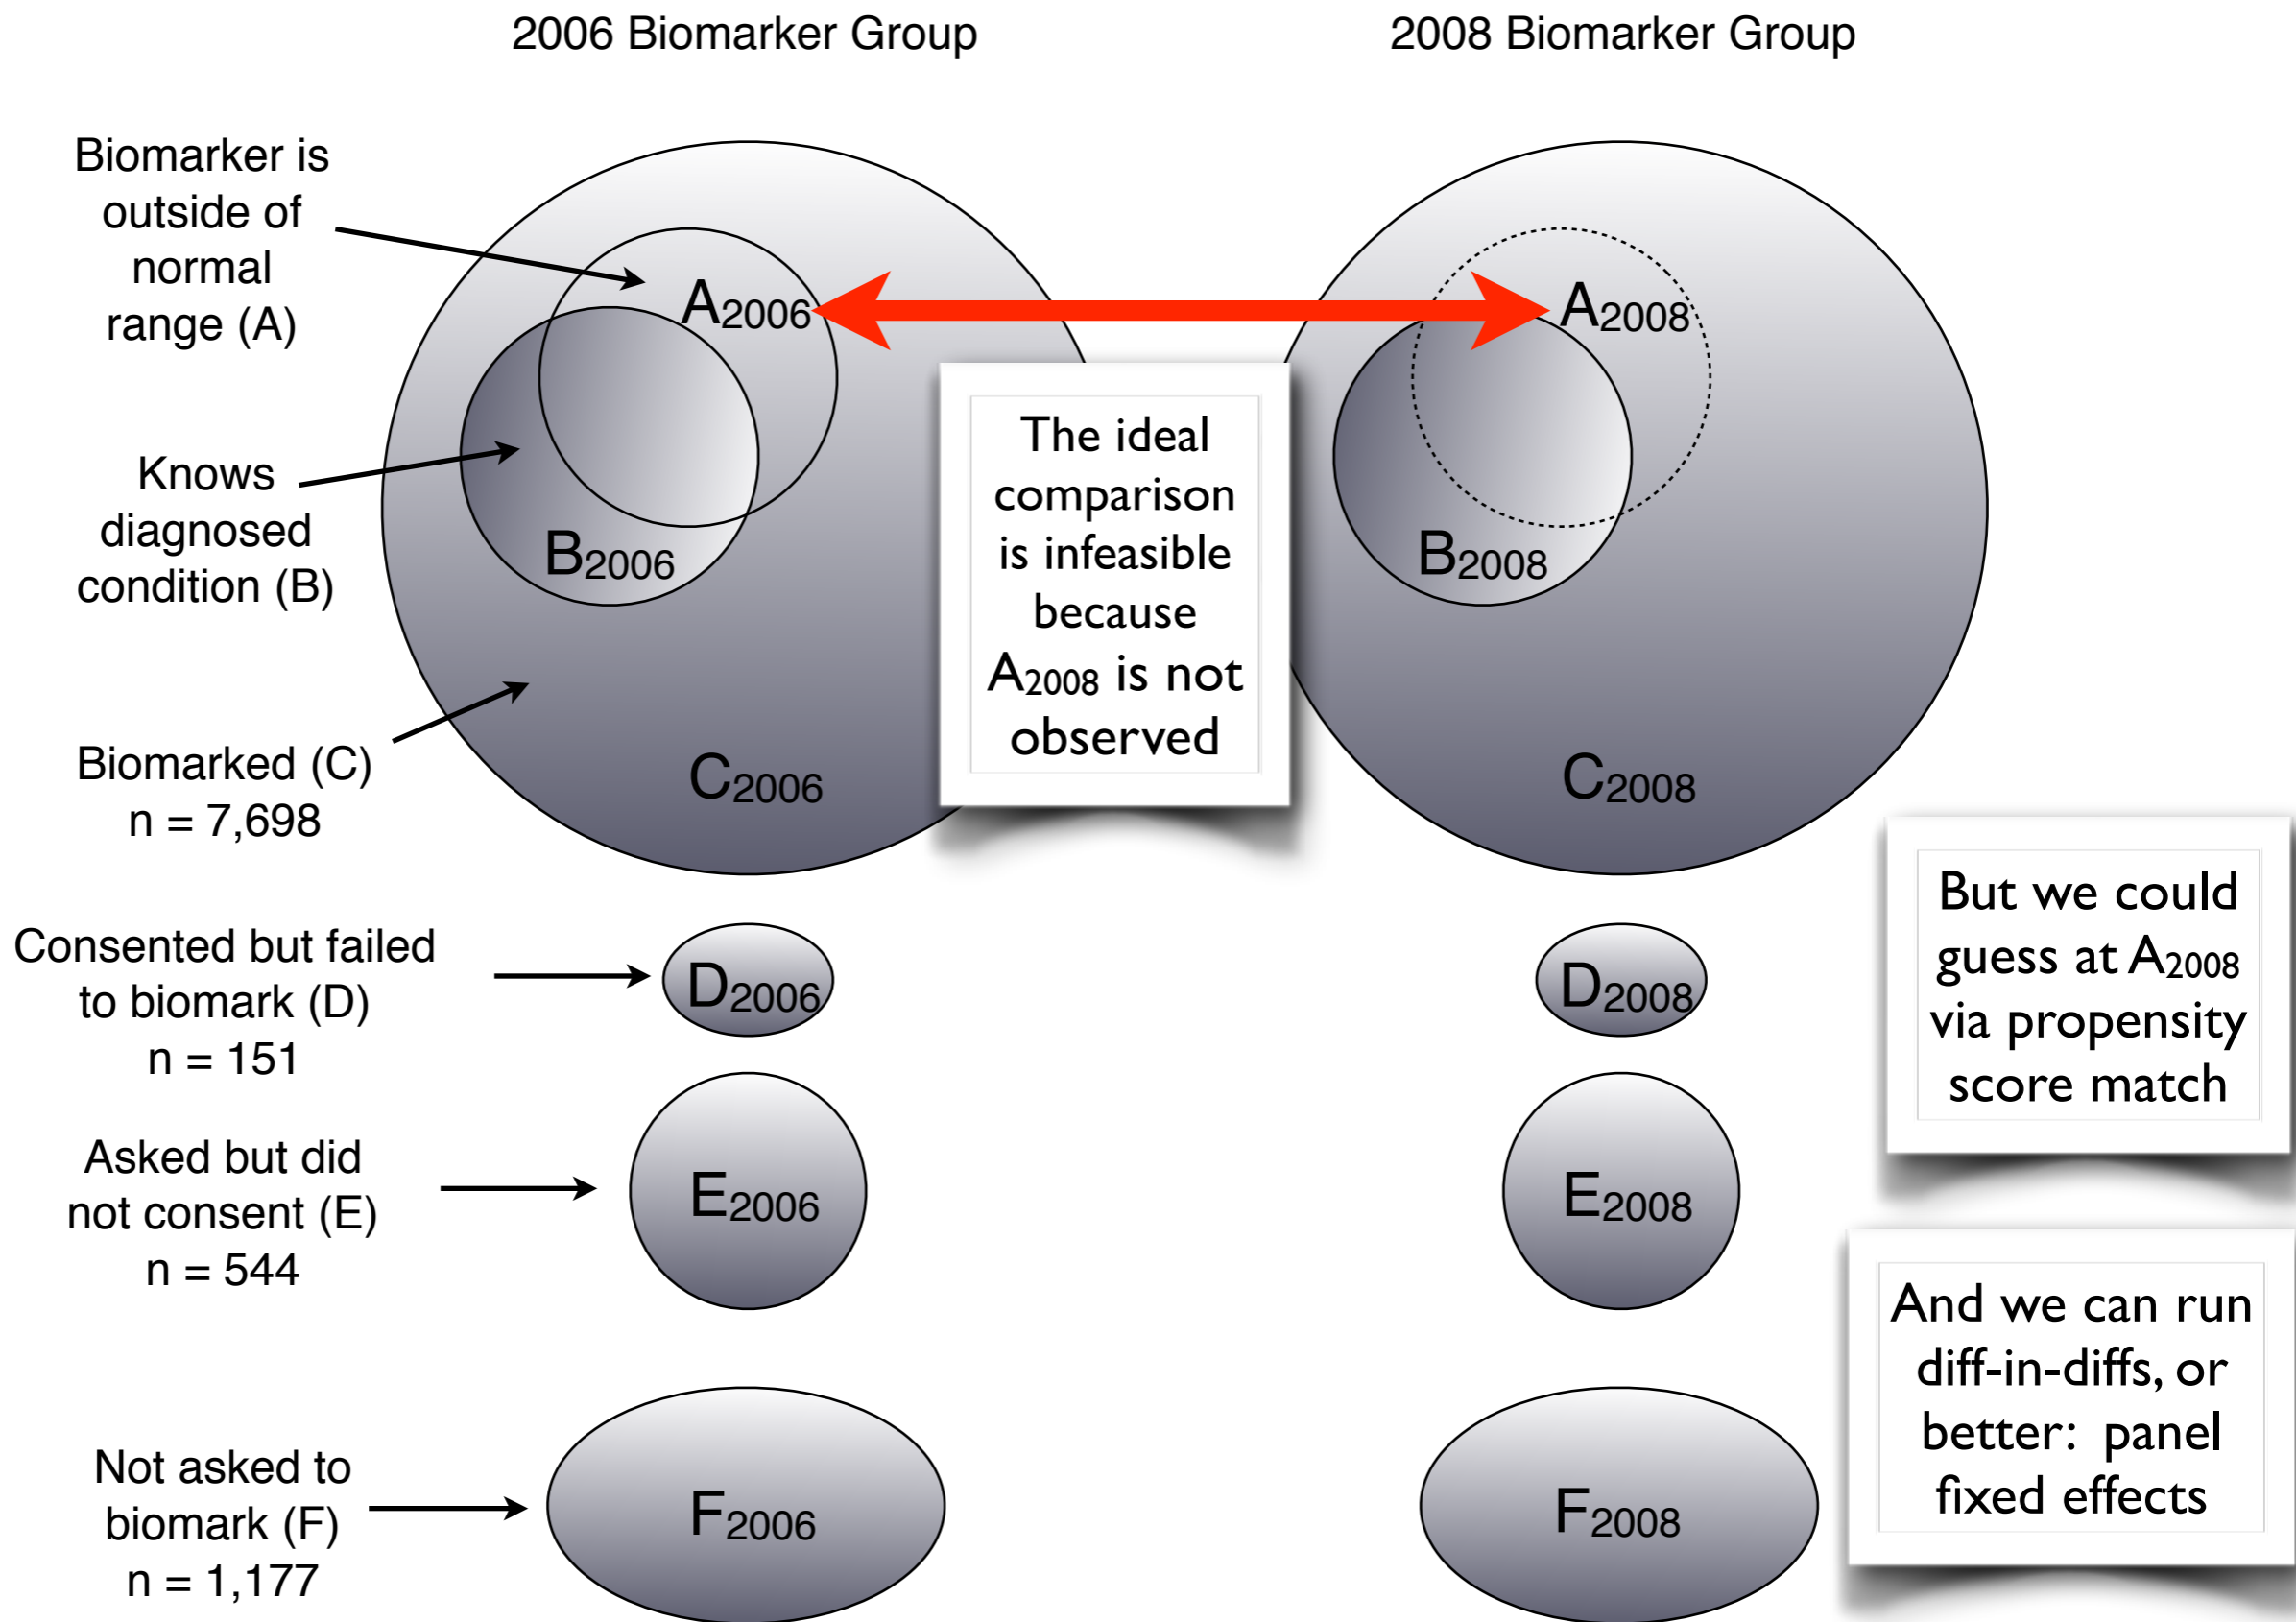 2006 Biomarker Group
2008 Biomarker Group
Biomarker is
outside of
normal
range (A)
A2006
A2008
Knows
diagnosed
condition (B)
B2006
B2008
The ideal
comparison
is infeasible
because
A2008 is not
observed
Biomarked (C)
n = 7,698
C2006
C2008
Consented but failed
to biomark (D)
n = 151
D2006
D2008
But we could
guess at A2008
via propensity
score match
Asked but did
not consent (E)
n = 544
E2006
E2008
And we can run
diff-in-diffs, or
better: panel
fixed effects
Not asked to
biomark (F)
n = 1,177
F2006
F2008